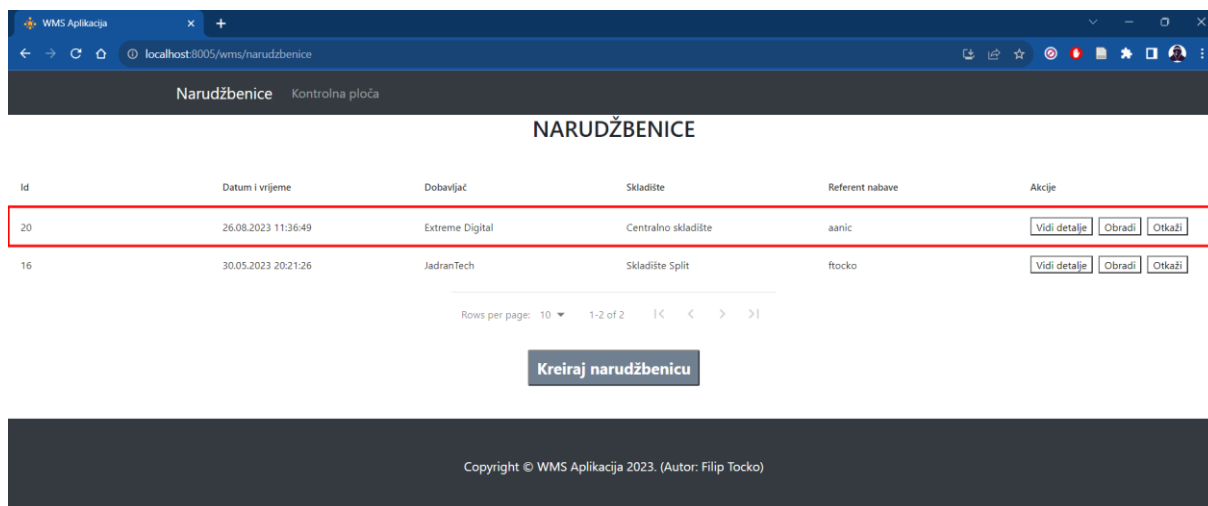 WMS Aplikacija
localhost:8005/wms/narudzbenice
Narudžbenice Kontrolna ploča
NARUDŽBENICE
Id Datum i vrijeme Dobavljač Skladište Referent nabave Akcije
20 26.08.2023 11:36:49 Extreme Digital Centralno skladište aanic Vidi detalje Obradi Otkaži
16 30.05.2023 20:21:26 JadranTech Skladište Split ftocko Vidi detalje Obradi Otkaži
Rows per page: 10 1-2 of 2
Kreiraj narudžbenicu
Copyright © WMS Aplikacija 2023. (Autor: Filip Tocko)